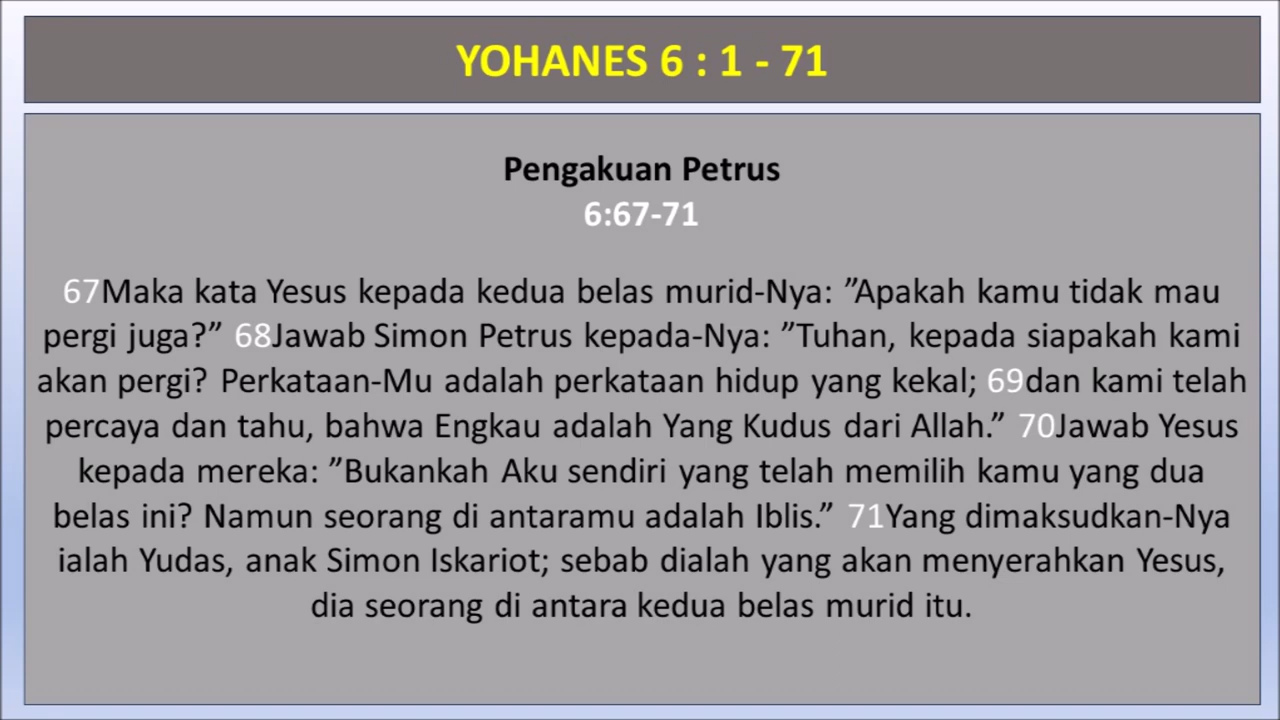 YOHANES 6 : 1 - 71
Pengakuan Petrus
6:67-71
67Maka kata Yesus kepada kedua belas murid-Nya: ”Apakah kamu tidak mau
pergi juga?” 68Jawab Simon Petrus kepada-Nya: ”Tuhan, kepada siapakah kami
akan pergi? Perkataan-Mu adalah perkataan hidup yang kekal; 69dan kami telah
percaya dan tahu, bahwa Engkau adalah Yang Kudus dari Allah.” 70Jawab Yesus
kepada mereka: ”Bukankah Aku sendiri yang telah memilih kamu yang dua
belas ini? Namun seorang di antaramu adalah Iblis.” 71Yang dimaksudkan-Nya
ialah Yudas, anak Simon Iskariot; sebab dialah yang akan menyerahkan Yesus,
dia seorang di antara kedua belas murid itu.